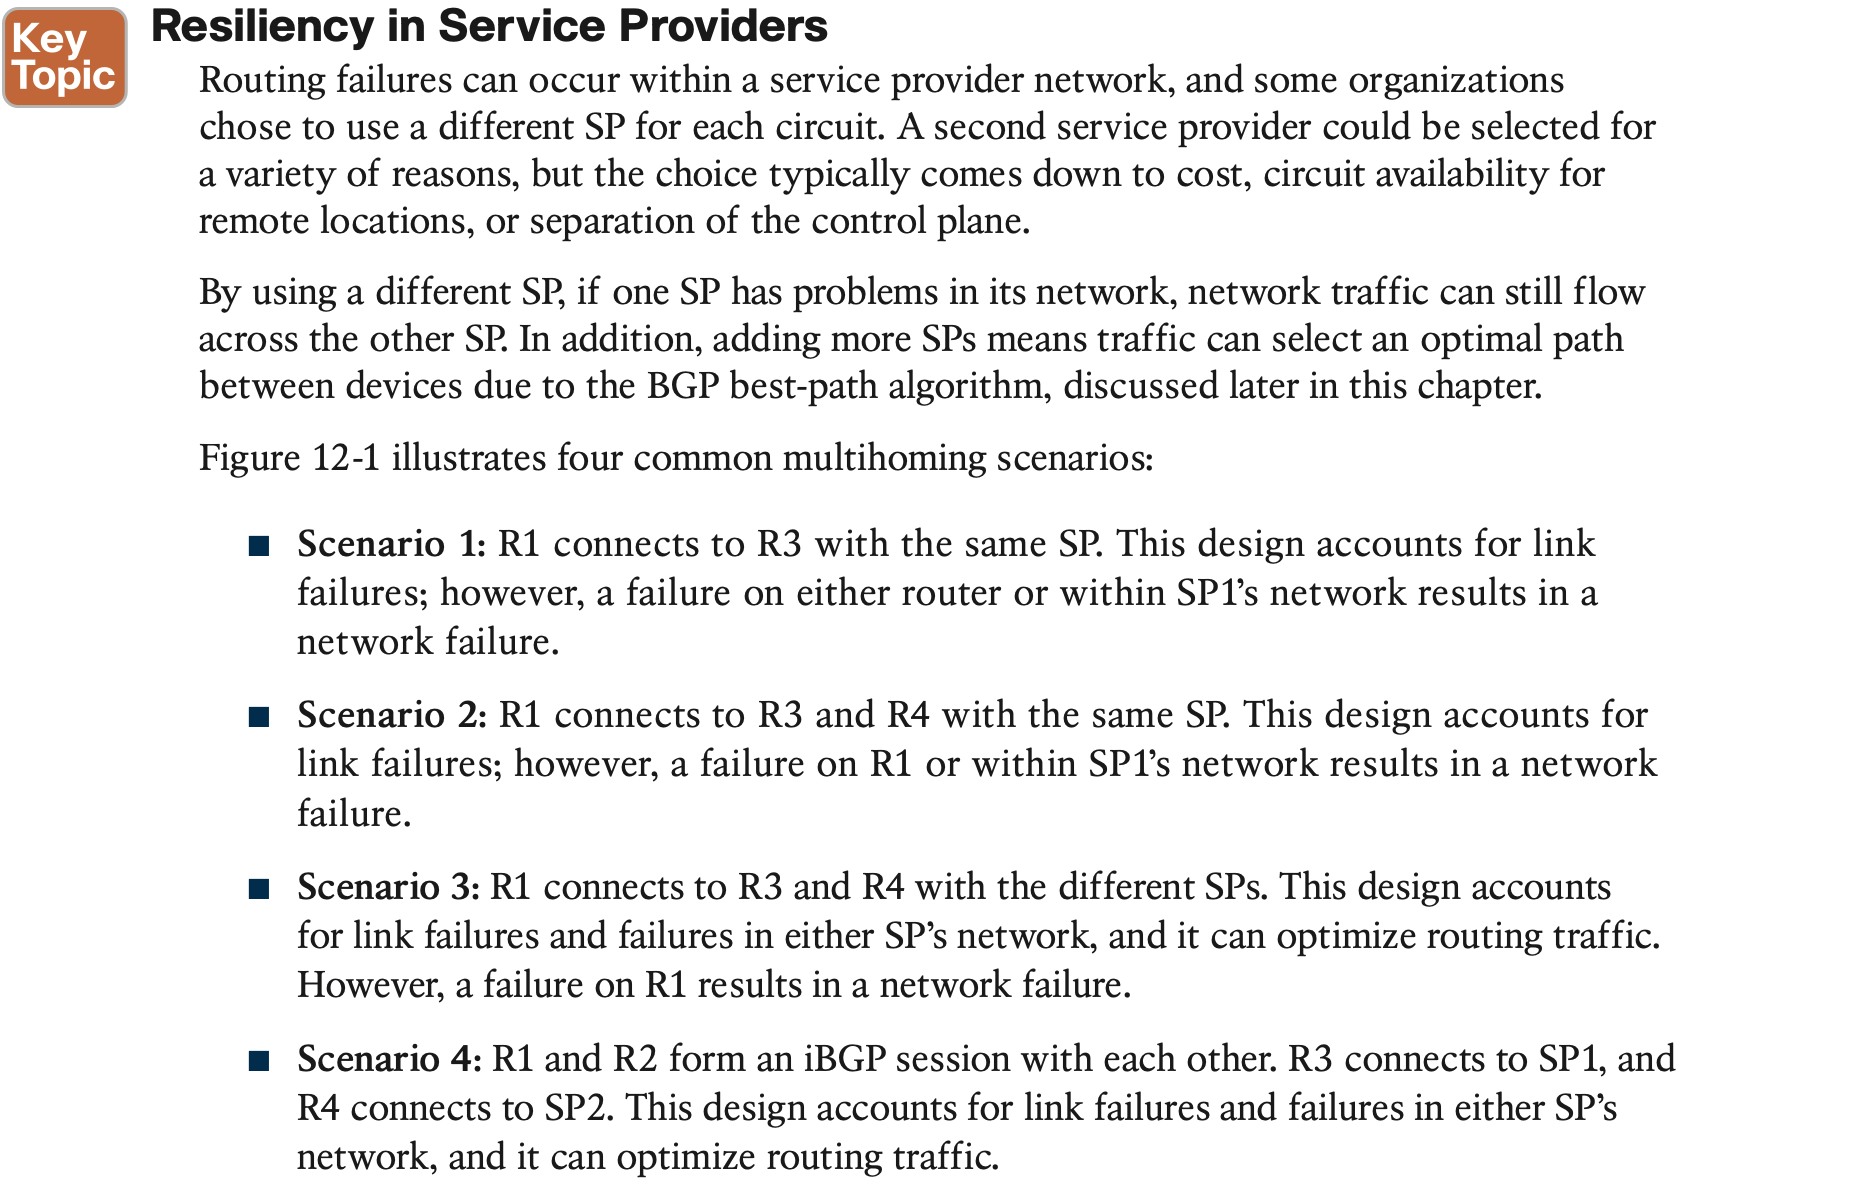 Key
Topic
Resiliency in Service Providers
Routing failures can occur within a service provider network, and some organizations
chose to use a different SP for each circuit. A second service provider could be selected for
a variety of reasons, but the choice typically comes down to cost, circuit availability for
remote locations, or separation of the control plane.
By using a different SP, if one SP has problems in its network, network traffic can still flow
across the other SP. In addition, adding more SPs means traffic can select an optimal path
between devices due to the BGP best-path algorithm, discussed later in this chapter.
Figure 12-1 illustrates four common multihoming scenarios:
■ Scenario 1: R1 connects to R3 with the same SP. This design accounts for link
failures; however, a failure on either router or within SP1’s network results in a
network failure.
■ Scenario 2: R1 connects to R3 and R4 with the same SP. This design accounts for
link failures; however, a failure on R1 or within SP1’s network results in a network
failure.
■ Scenario 3: R1 connects to R3 and R4 with the different SPs. This design accounts
for link failures and failures in either SP’s network, and it can optimize routing traffic.
However, a failure on R1 results in a network failure.
■ Scenario 4: R1 and R2 form an iBGP session with each other. R3 connects to SP1, and
R4 connects to SP2. This design accounts for link failures and failures in either SP’s
network, and it can optimize routing traffic.